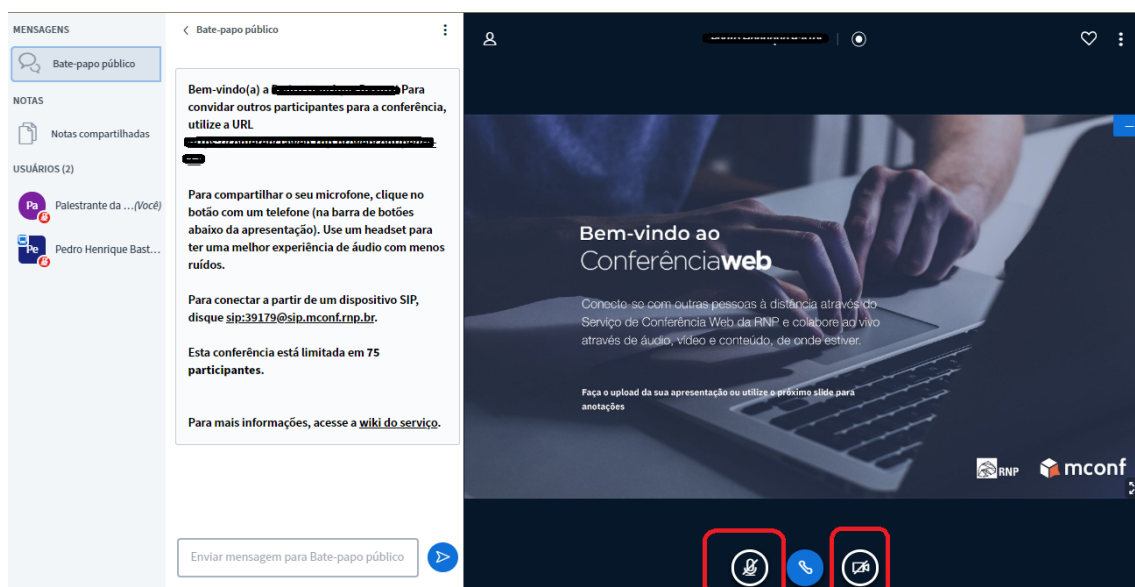 MENSAGENS
Bate-papo público
NOTAS
Notas compartilhadas
USUÁRIOS (2)
Pa
Palestrante da ...(Você)
Pe
Pedro Henrique Bast...
Bate-papo público
Bem-vindo(a) a
Para
convidar outros participantes para a conferência,
utilize a URL
Para compartilhar o seu microfone, clique no
botão com um telefone (na barra de botões
abaixo da apresentação). Use um headset para
ter uma melhor experiência de áudio com menos
ruídos.
Para conectar a partir de um dispositivo SIP,
disque sip:39179@sip.mconf.rnp.br.
Esta conferência está limitada em 75
participantes.
Para mais informações, acesse a wiki do serviço.
Enviar mensagem para Bate-papo público
Bem-vindo ao
Conferênciaweb
Conecte-se com outras pessoas à distância através do
Serviço de Conferência Web da RNP e colabore ao vivo
através de áudio, vídeo e conteúdo, de onde estiver.
Faça o upload da sua apresentação ou utilize o próximo slide para
anotações
RNP
mconf